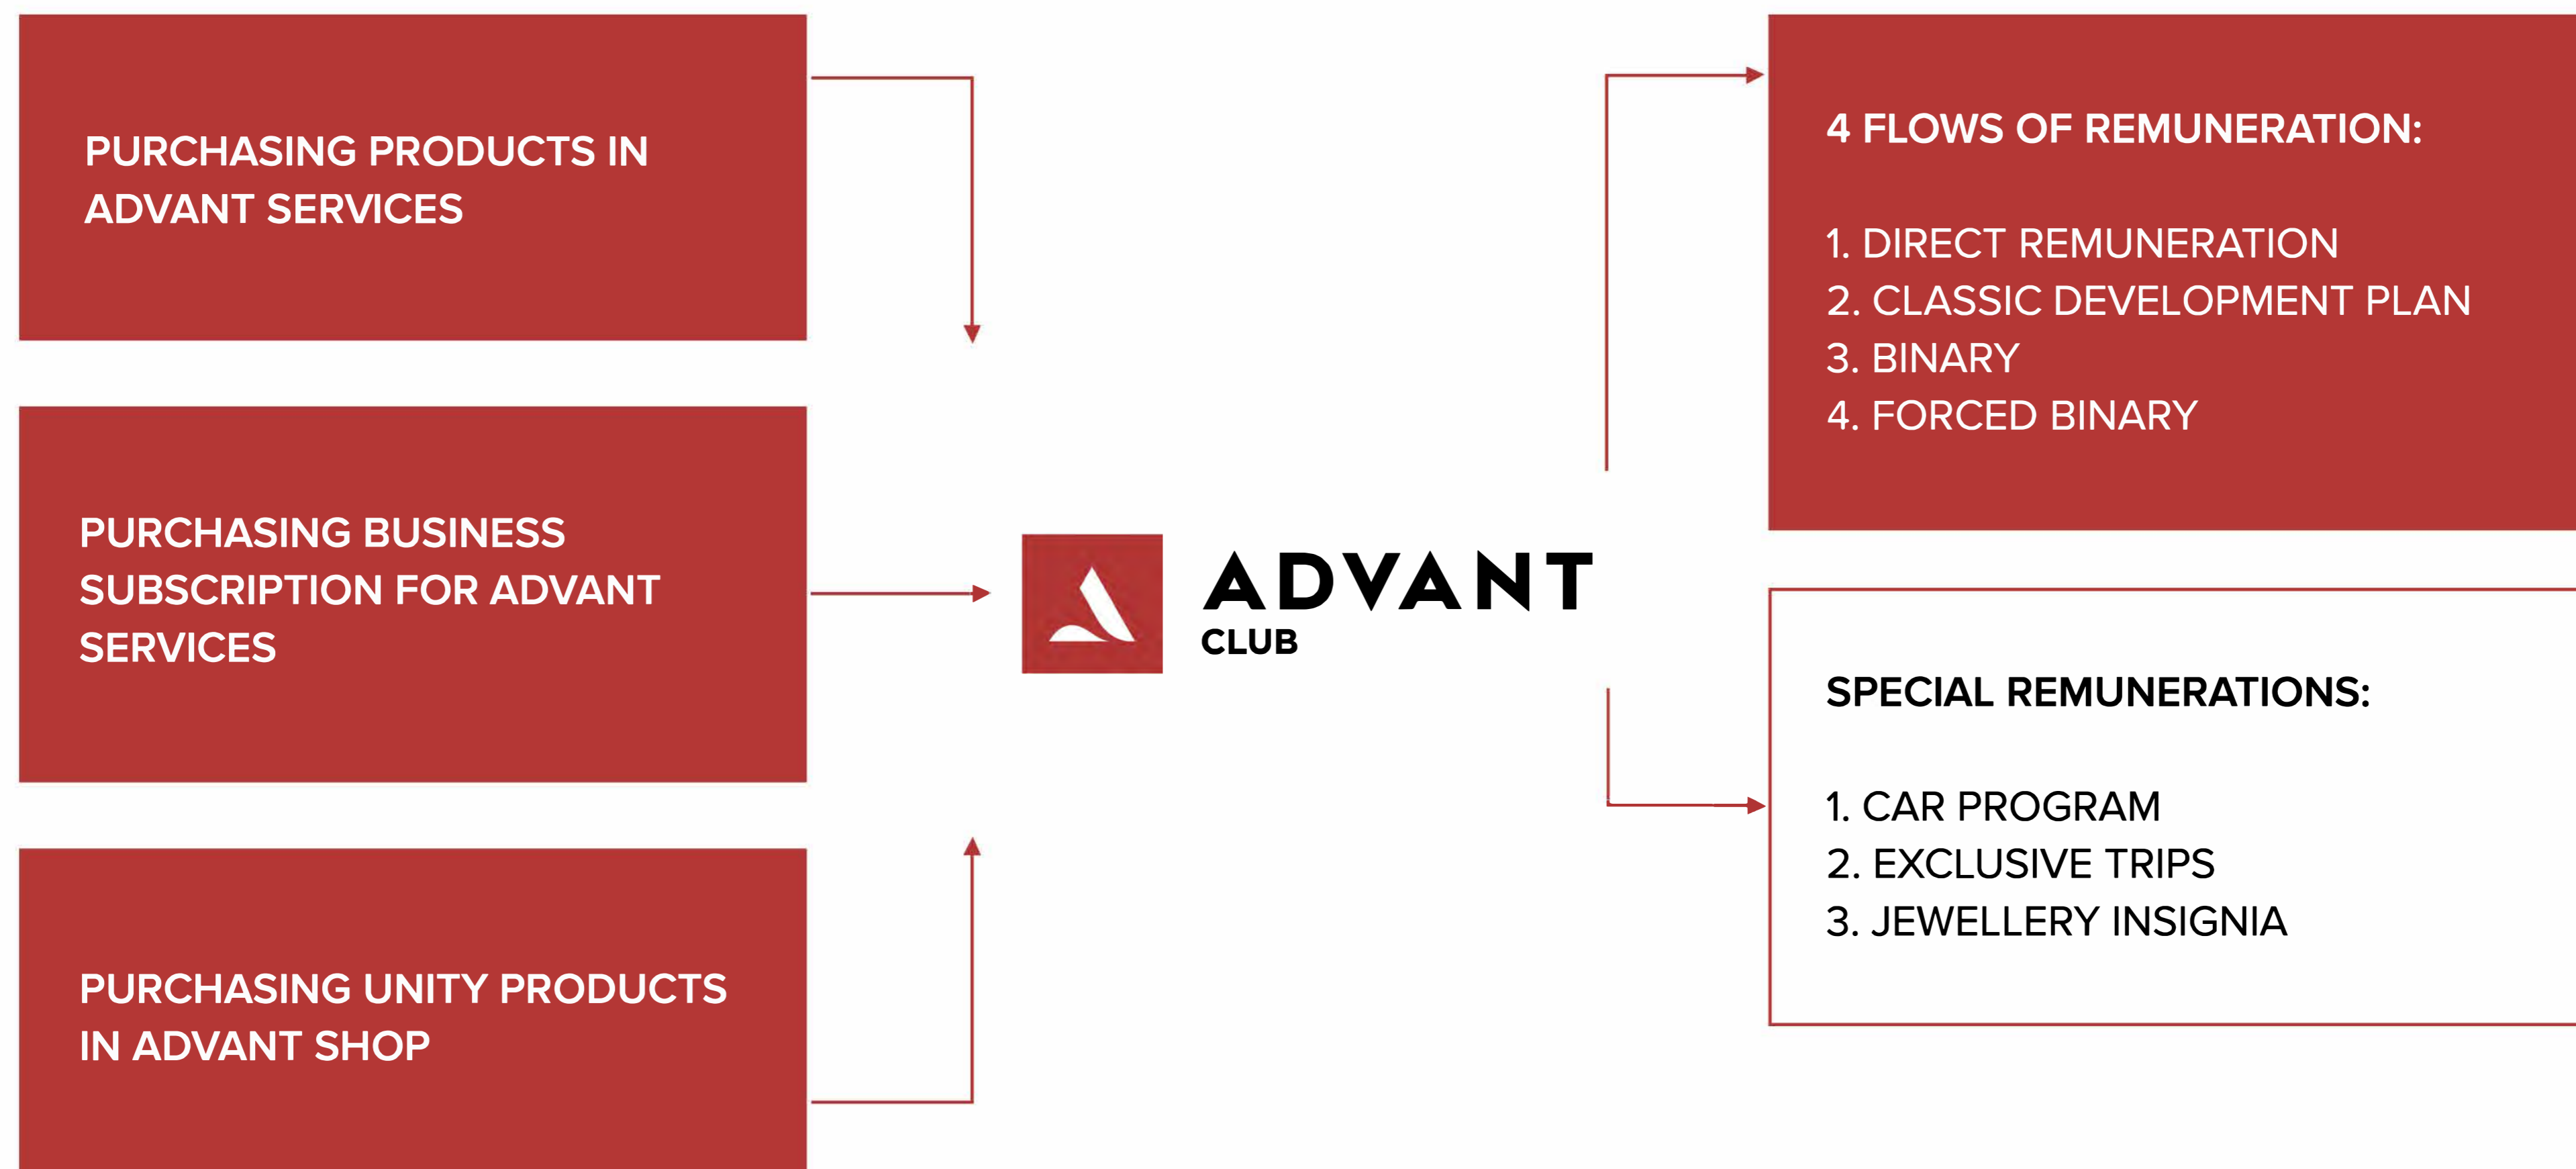 PURCHASING PRODUCTS IN
ADVANT SERVICES
PURCHASING BUSINESS
SUBSCRIPTION FOR ADVANT
SERVICES
PURCHASING UNITY PRODUCTS
IN ADVANT SHOP
ADVANT
CLUB
4 FLOWS OF REMUNERATION:
1. DIRECT REMUNERATION
2. CLASSIC DEVELOPMENT PLAN
3. BINARY
4. FORCED BINARY
SPECIAL REMUNERATIONS:
1. CAR PROGRAM
2. EXCLUSIVE TRIPS
3. JEWELLERY INSIGNIA